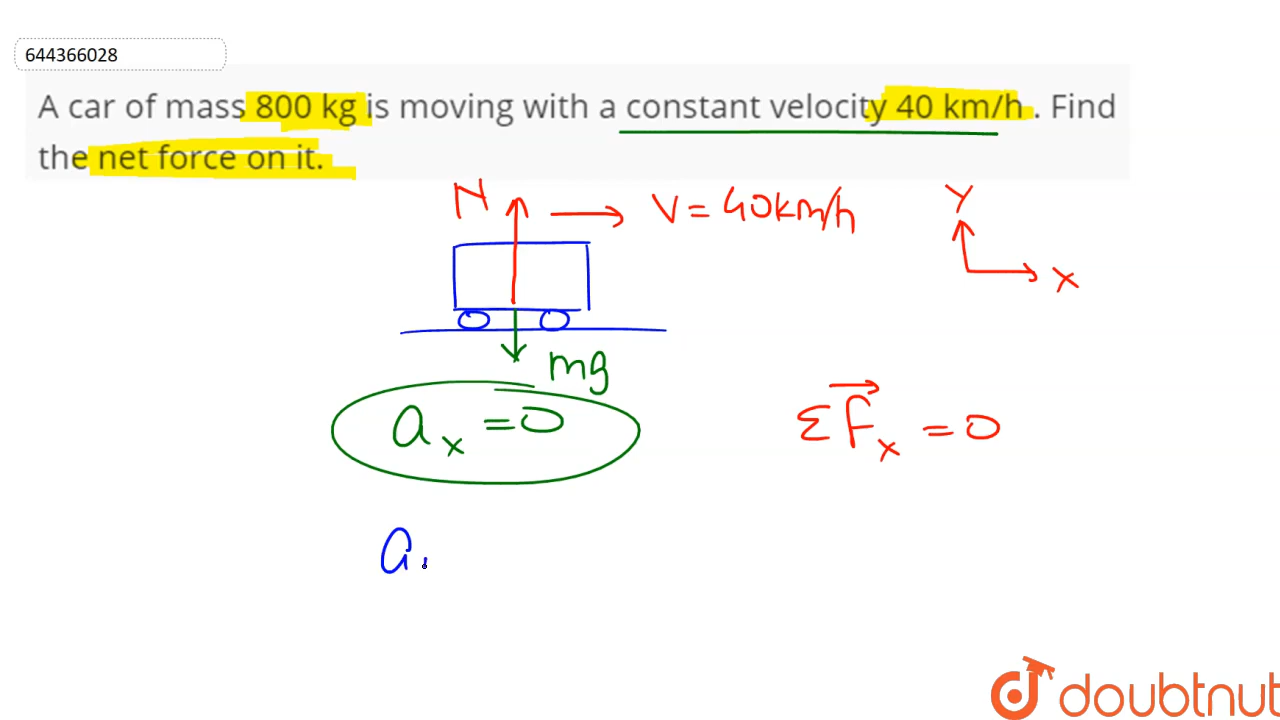 644366028
A car of mass 800 kg is moving with a constant velocity 40 km/h . Find
the net force on it.
N
V = 40km/h
Y
X
mg
a_x = 0
Σ F_x = 0
a
doubtnut